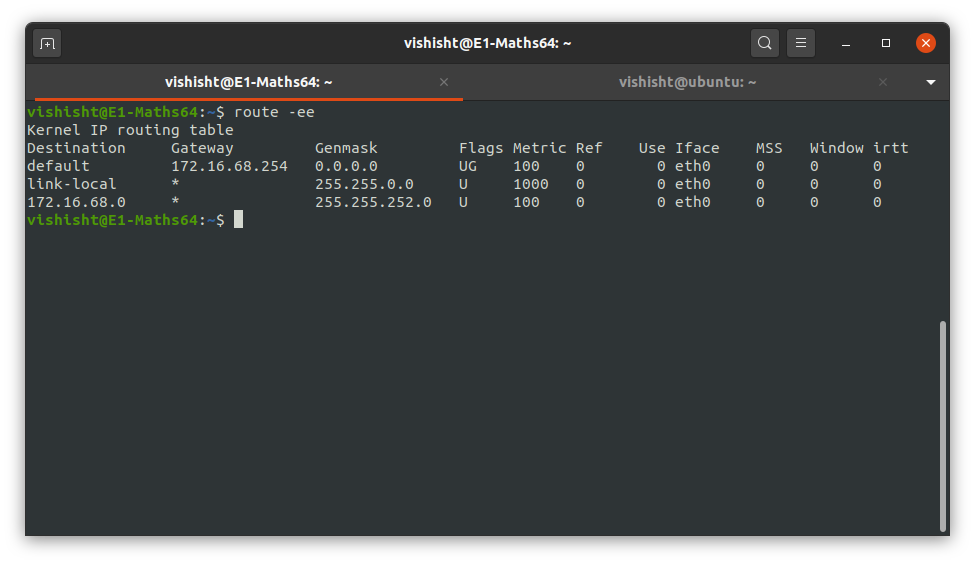 vishisht@E1-Maths64: ~
vishisht@E1-Maths64: ~ vishisht@ubuntu: ~
vishisht@E1-Maths64:~$ route -ee
Kernel IP routing table
Destination     Gateway         Genmask         Flags Metric Ref    Use Iface    MSS   Window irtt
default         172.16.68.254   0.0.0.0         UG    100    0        0 eth0     0     0      0
link-local      *               255.255.0.0     U     1000   0        0 eth0     0     0      0
172.16.68.0     *               255.255.252.0   U     100    0        0 eth0     0     0      0
vishisht@E1-Maths64:~$